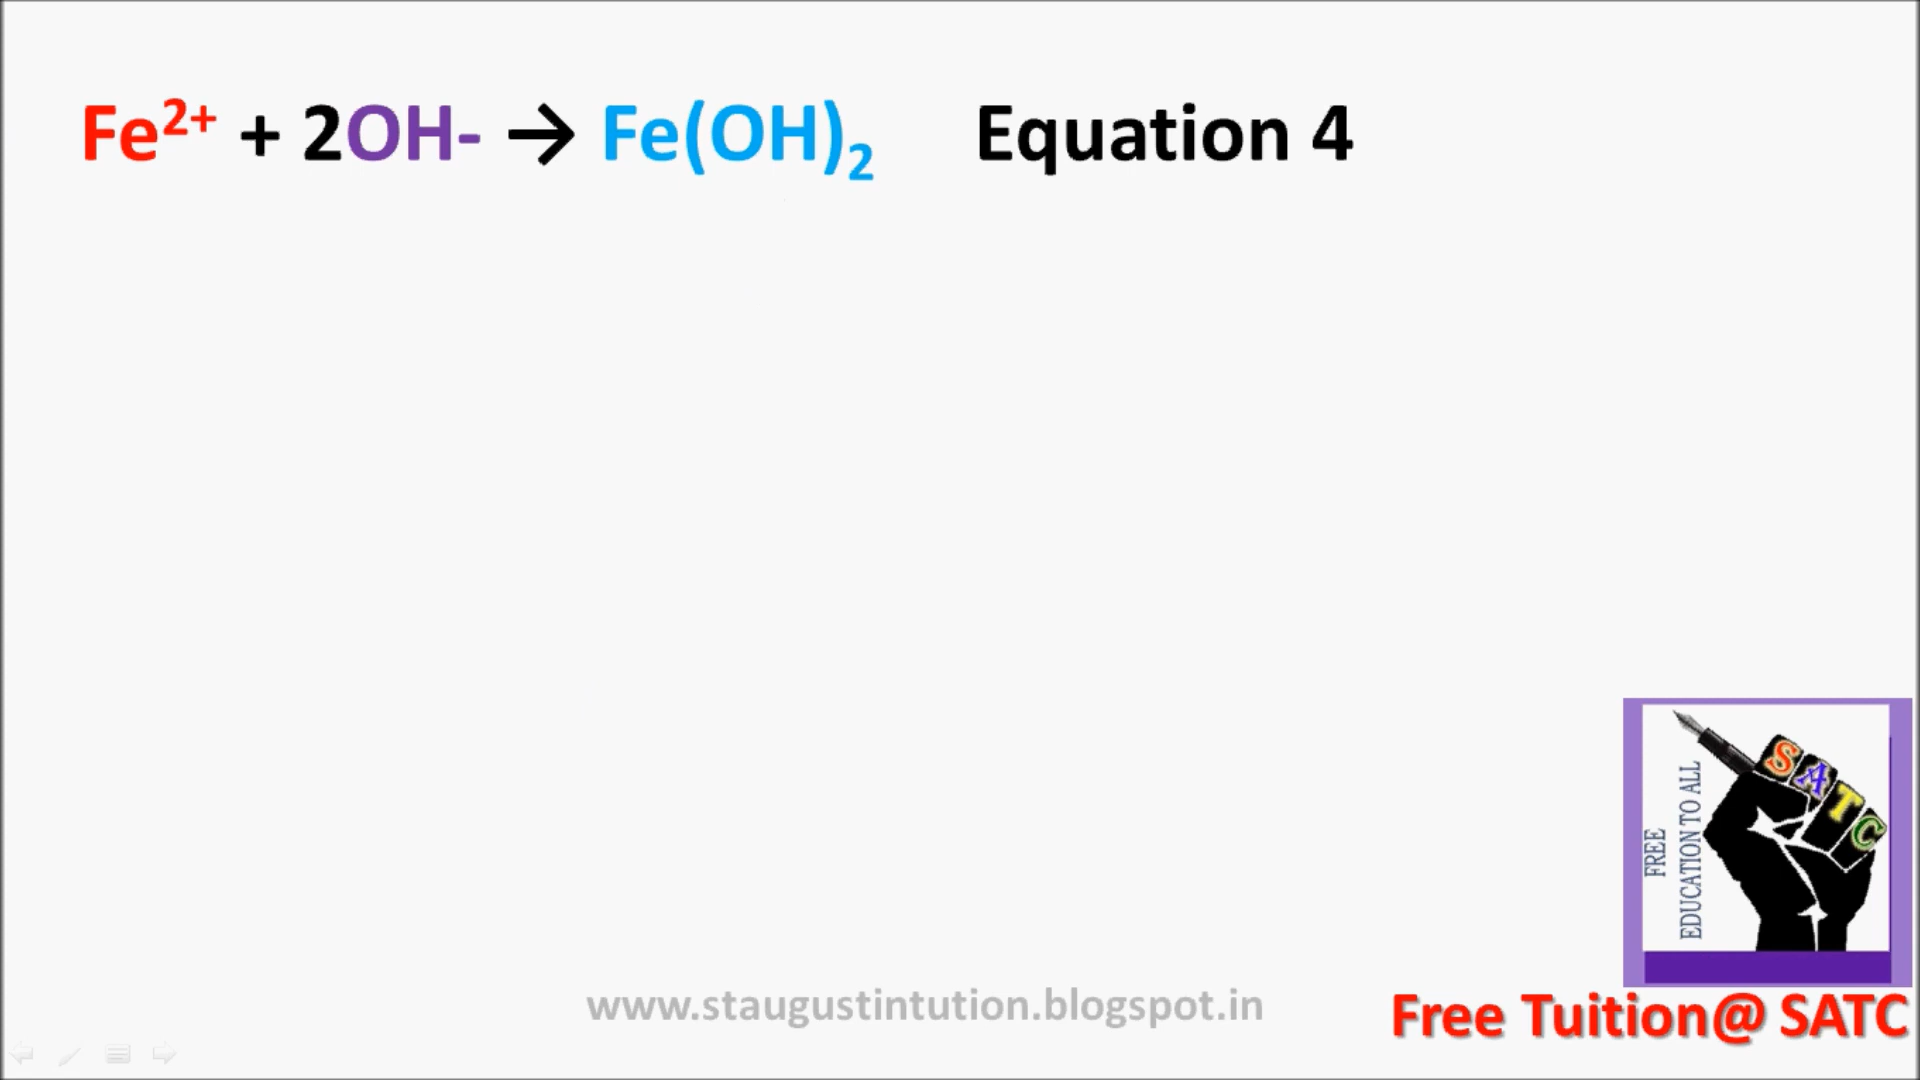 Fe²⁺ + 2OH- → Fe(OH)₂ Equation 4
SATC
FREE
EDUCATION TO ALL
www.staugustintution.blogspot.in
Free Tuition@ SATC